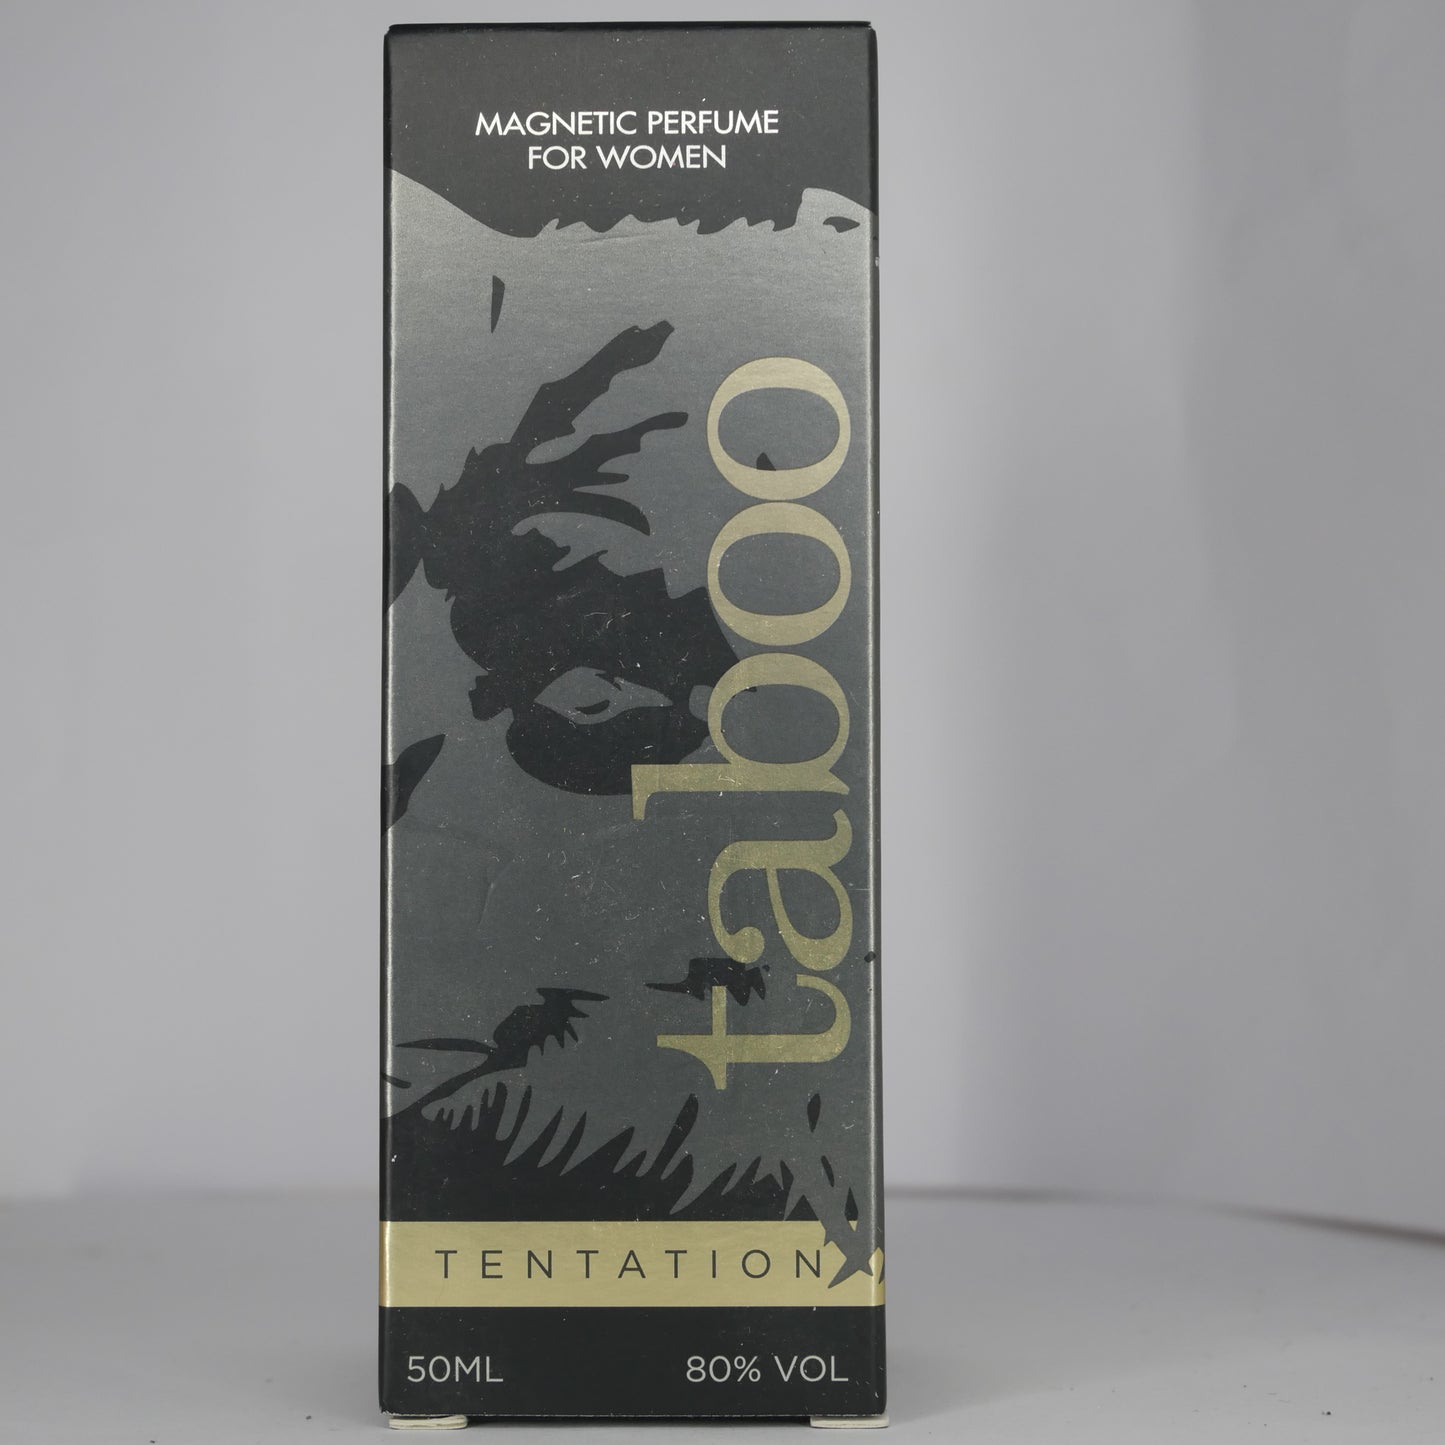 MAGNETIC PERFUME
FOR WOMEN
taboo
TENTATION
50ML
80% VOL